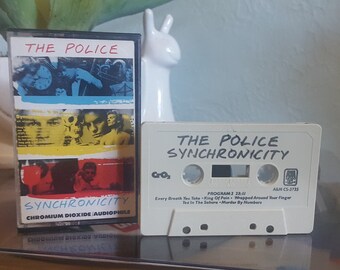 THE POLICE
SYNCHRONICITY
CHROMIUM DIOXIDE/AUDIOPHILE
THE POLICE
SYNCHRONICITY
CrO2
PROGRAM II
Every Breath You Take • King Of Pain • Wrapped Around Your Finger
Tea In The Sahara • Murder By Numbers